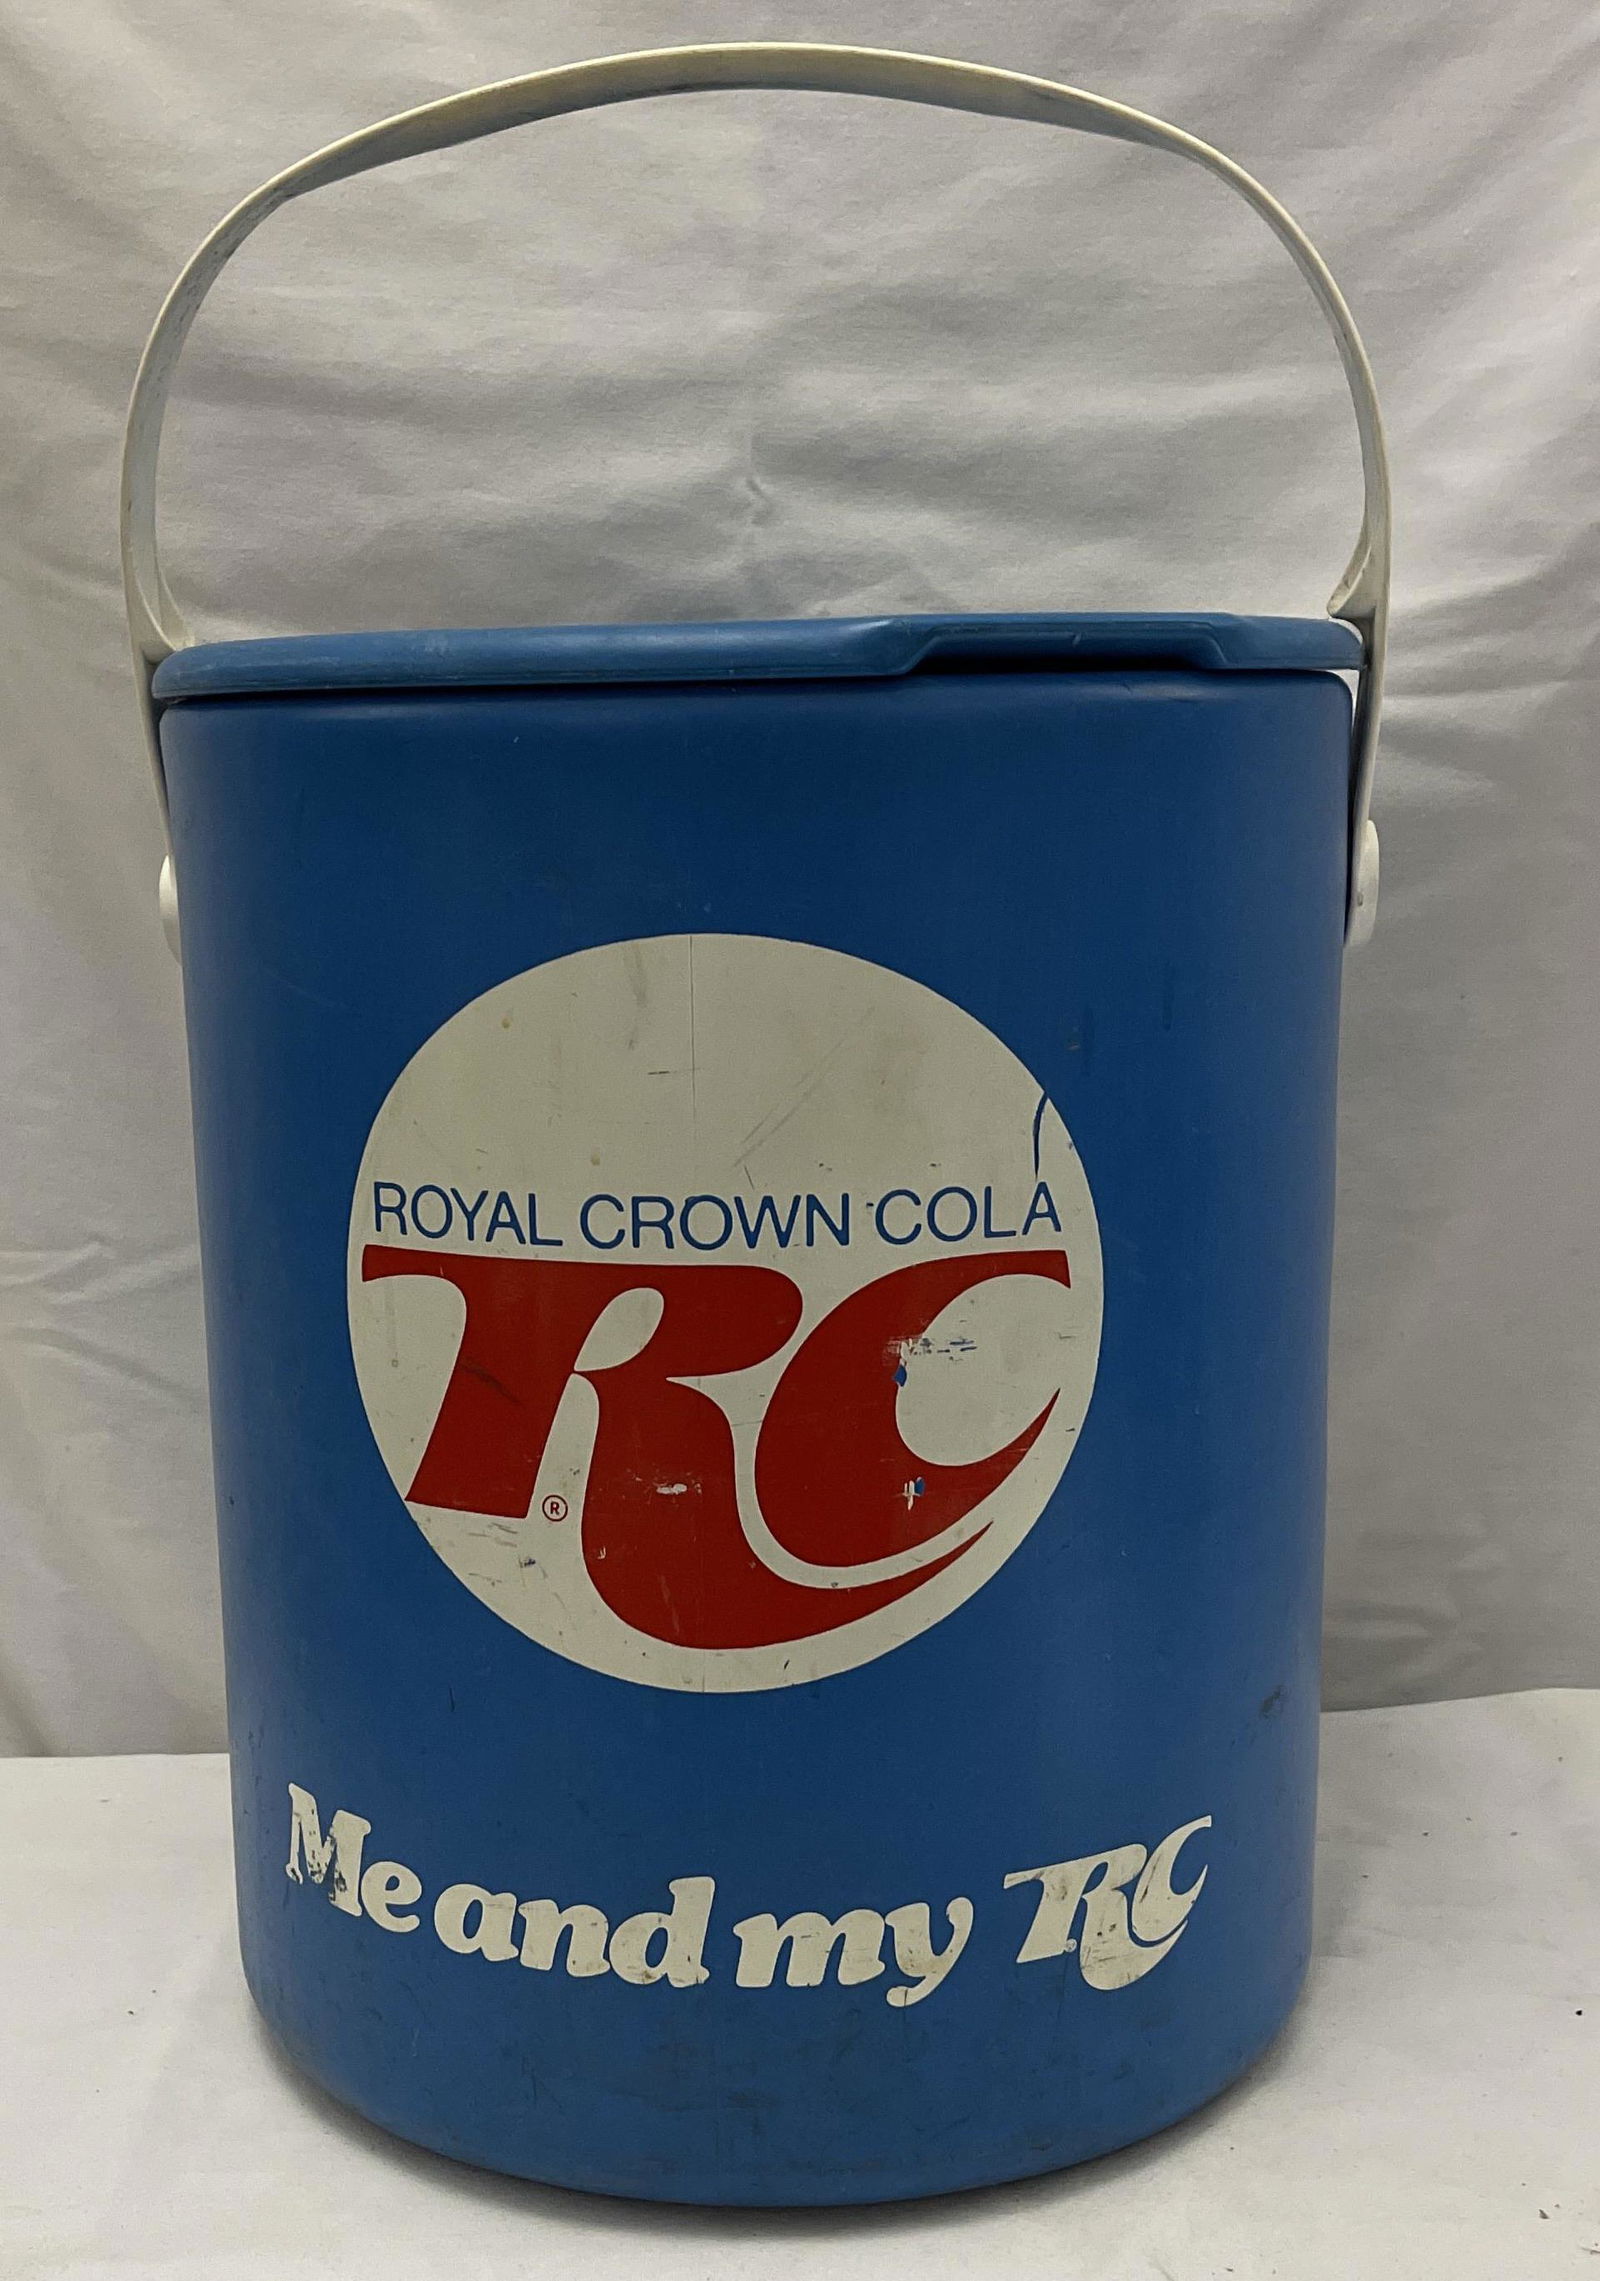 ROYAL CROWN COLA
RC®
Me and my RC